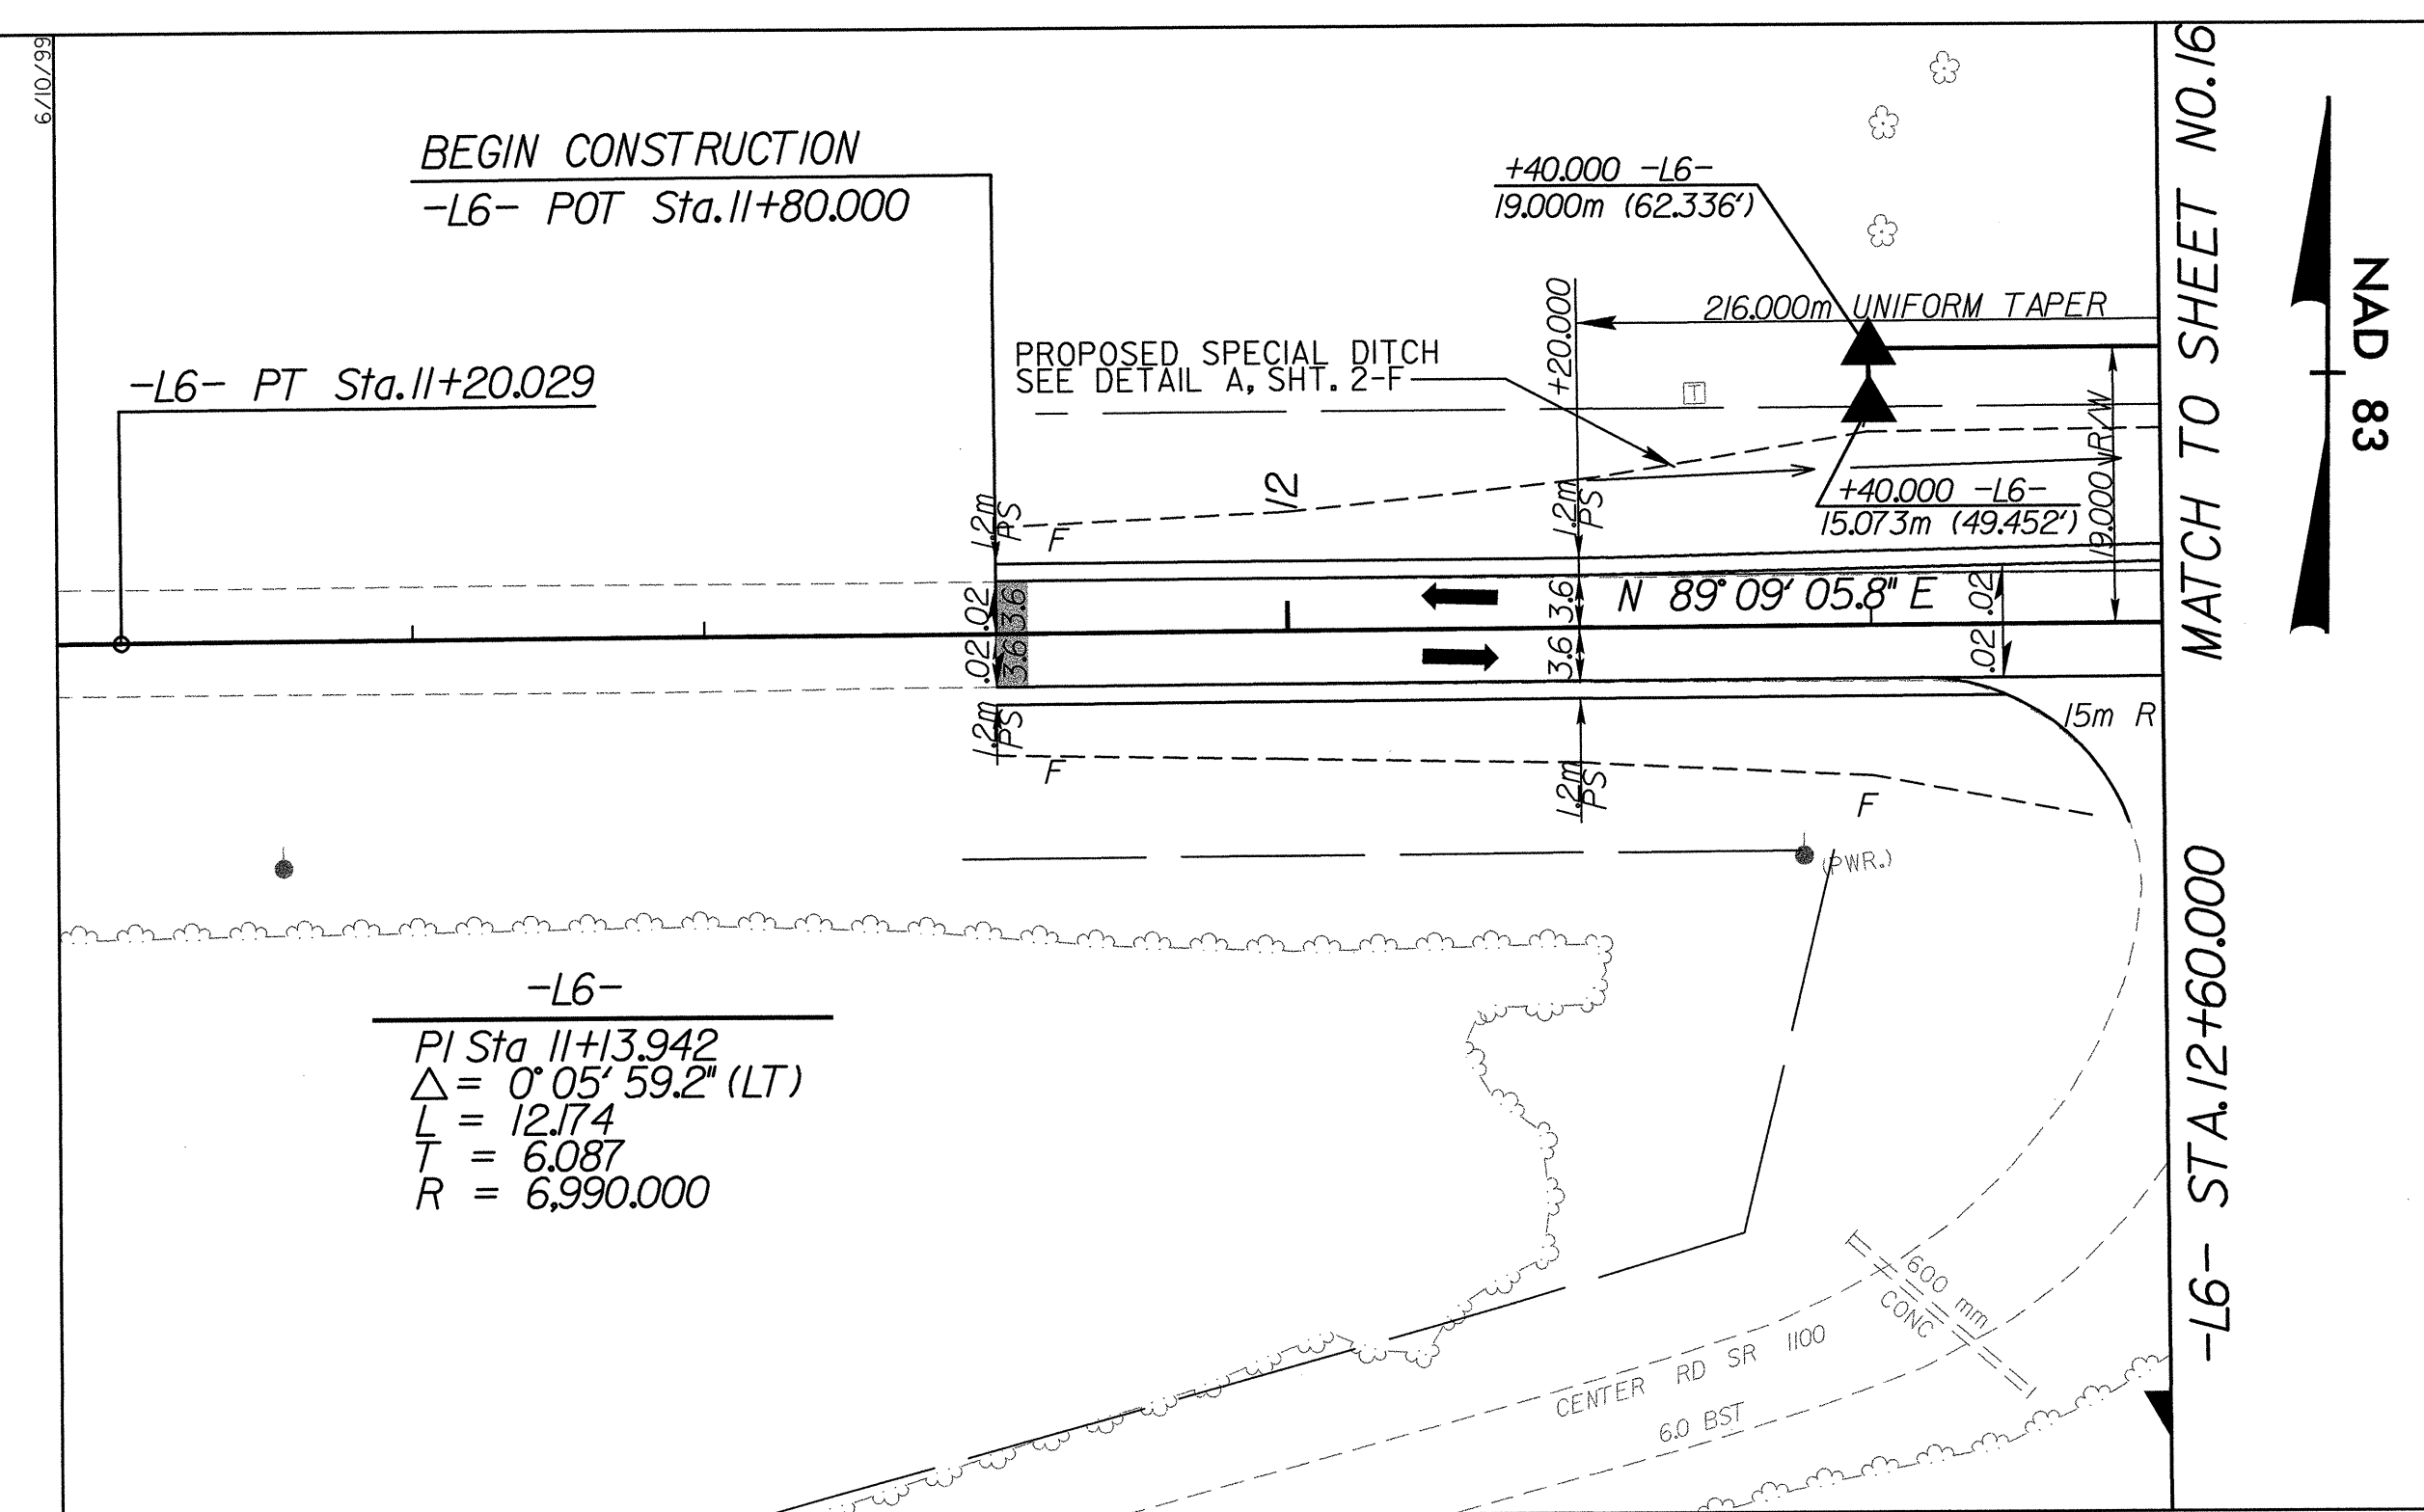 6/10/99
BEGIN CONSTRUCTION
-L6- POT Sta.11+80.000
-L6- PT Sta.11+20.029
+40.000 -L6-
19.000m (62.336')
216.000m UNIFORM TAPER
+20.000
PROPOSED SPECIAL DITCH
SEE DETAIL A, SHT. 2-F
T
12
+40.000 -L6-
15.073m (49.452')
19.000 R/W
1.2m
PS
F
1.2m
PS
.02
3.6
3.6
N 89° 09' 05.8" E
.02
.02
3.6
3.6
.02
1.2m
PS
F
1.2m
PS
F
15m R
(PWR.)
-L6-
PI Sta 11+13.942
△ = 0° 05' 59.2" (LT)
L = 12.174
T = 6.087
R = 6,990.000
600 mm
CONC
CENTER RD SR 1100
6.0 BST
MATCH TO SHEET NO.16
-L6- STA.12+60.000
NAD 83